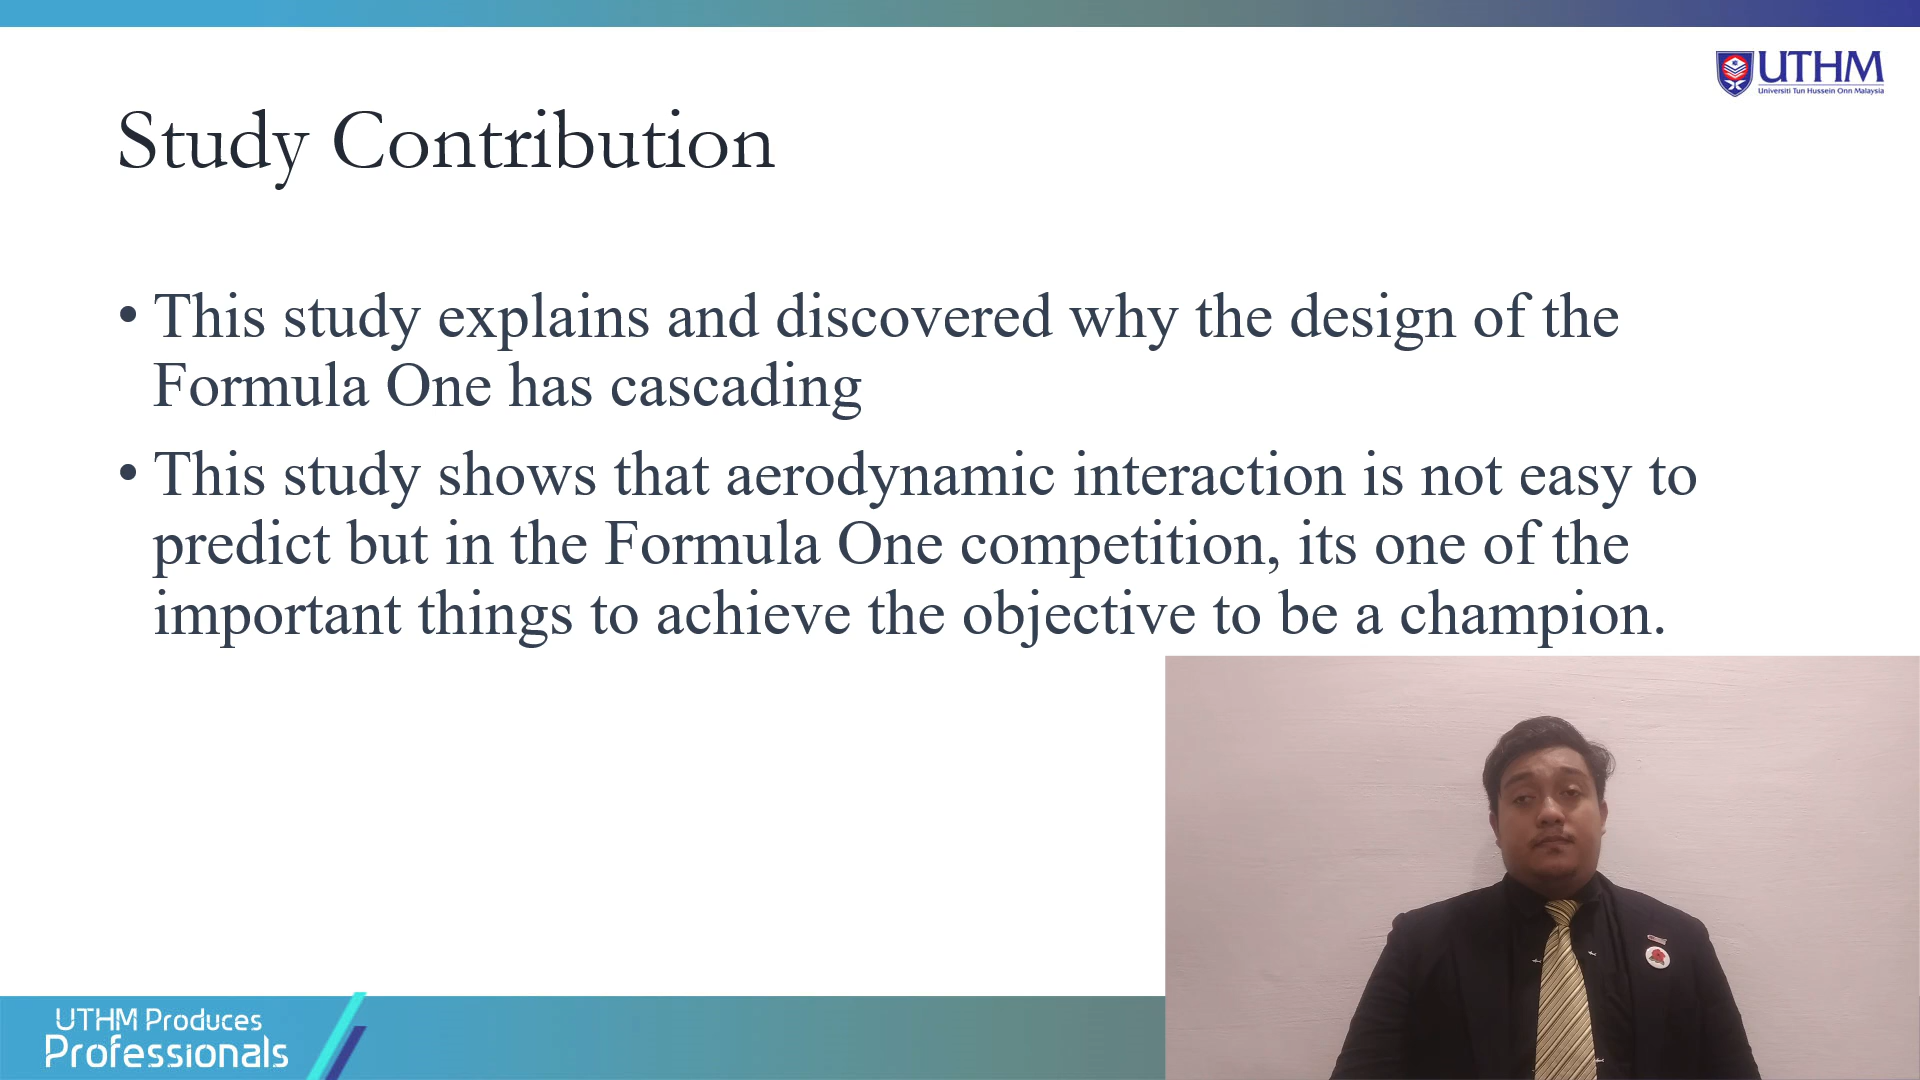 UTHM
Universiti Tun Hussein Onn Malaysia
Study Contribution
• This study explains and discovered why the design of the
Formula One has cascading
• This study shows that aerodynamic interaction is not easy to
predict but in the Formula One competition, its one of the
important things to achieve the objective to be a champion.
UTHM Produces
Professionals